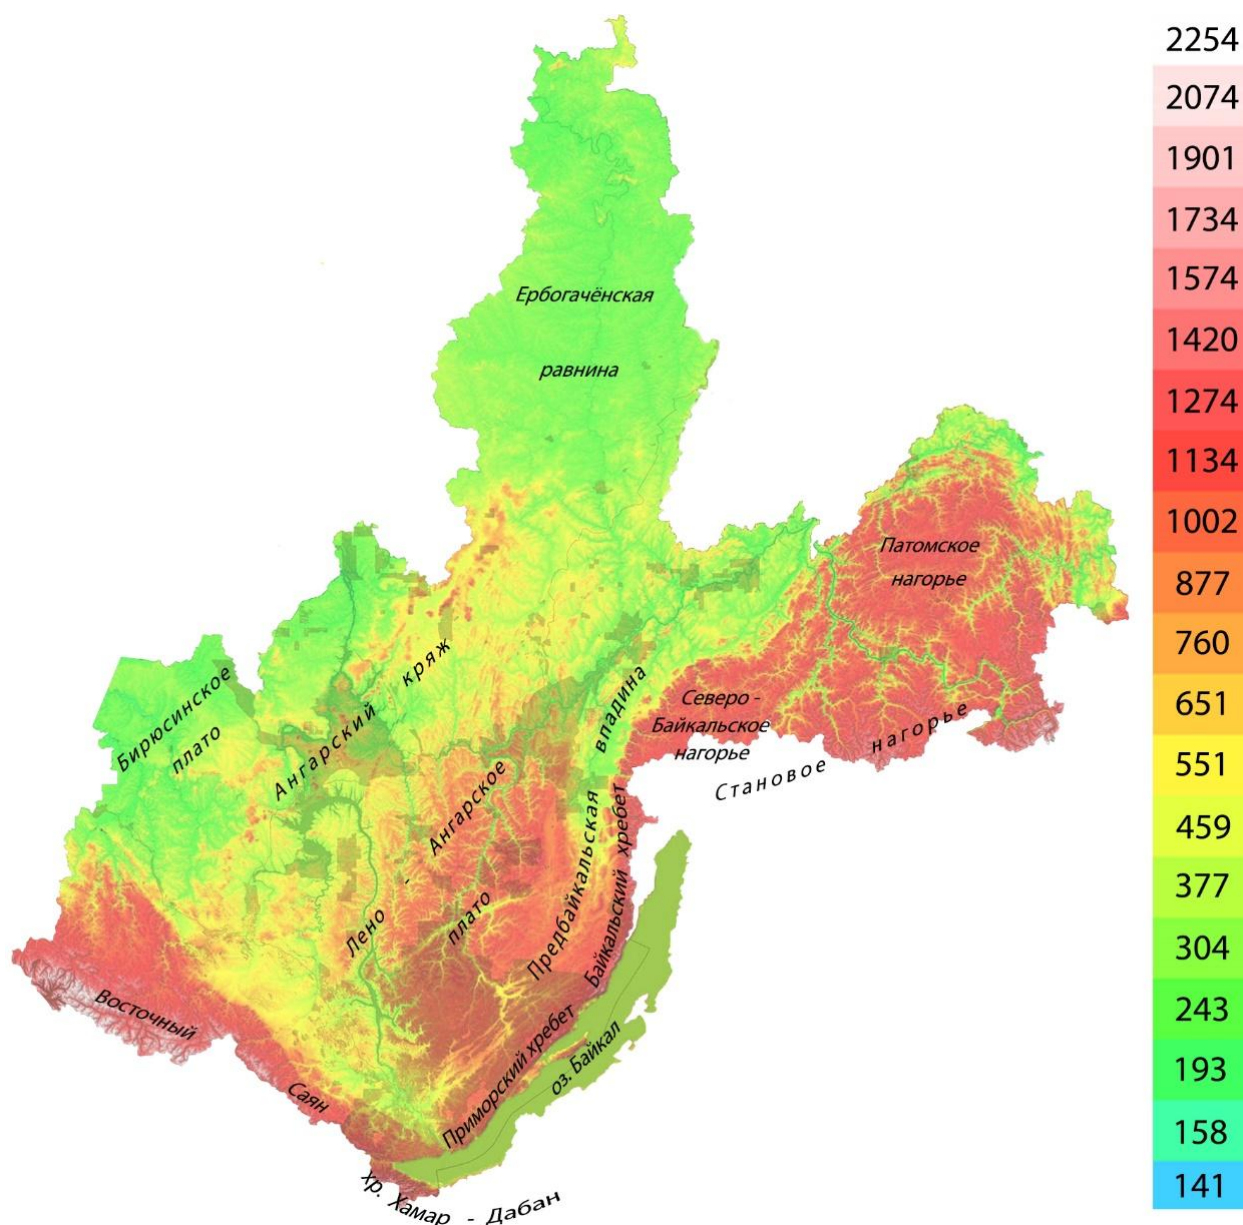 2254
2074
1901
1734
1574
1420
1274
1134
1002
877
760
651
551
459
377
304
243
193
158
141
Ербогачёнская
равнина
Патомское
нагорье
Северо -
Байкальское
нагорье
Становое нагорье
Бирюсинское
плато
Ангарский кряж
Лено - Ангарское
плато
Предбайкальская впадина
Байкальский хребет
Приморский хребет
оз. Байкал
Восточный Саян
хр. Хамар - Дабан